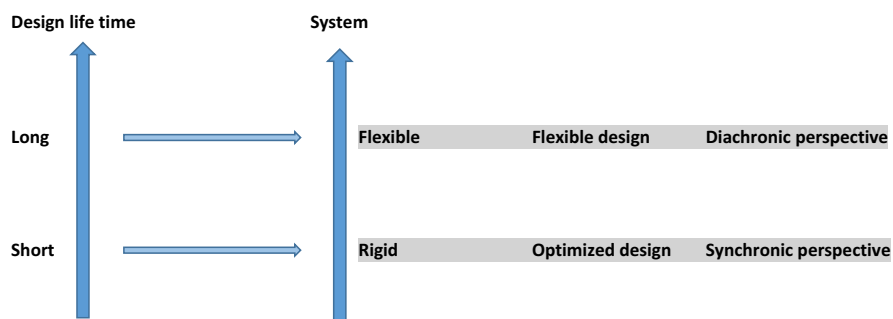 Design life time System
Long Flexible Flexible design Diachronic perspective
Short Rigid Optimized design Synchronic perspective